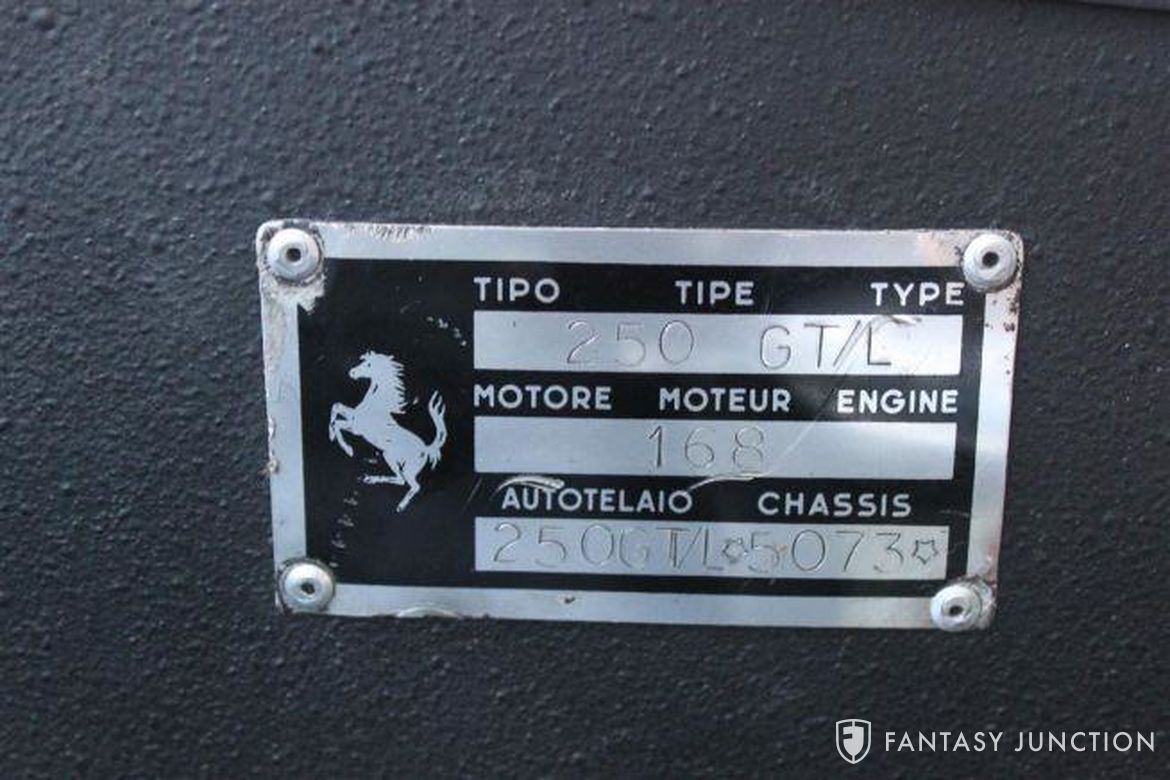 TIPO TIPE TYPE
250 GT/L
MOTORE MOTEUR ENGINE
168
AUTOTELAIO CHASSIS
250GT/L☆5073☆
FANTASY JUNCTION